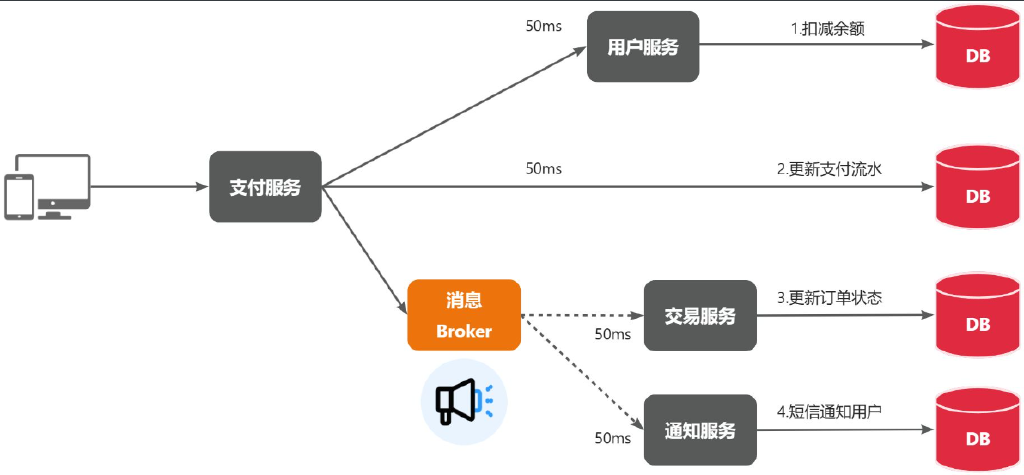 50ms
用户服务
1.扣减余额
DB
支付服务
50ms
2.更新支付流水
DB
消息
Broker
50ms
交易服务
3.更新订单状态
DB
50ms
通知服务
4.短信通知用户
DB